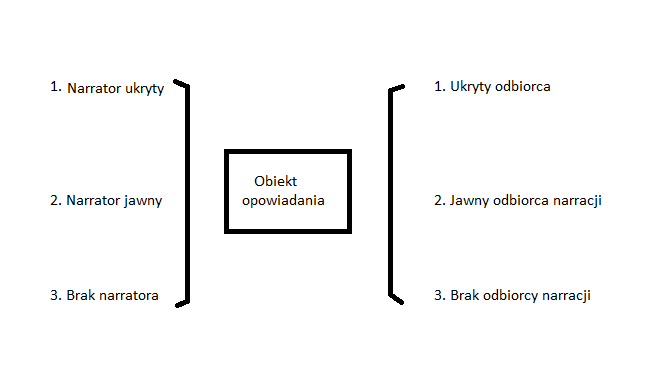 1. Narrator ukryty
2. Narrator jawny
3. Brak narratora
Obiekt
opowiadania
1. Ukryty odbiorca
2. Jawny odbiorca narracji
3. Brak odbiorcy narracji